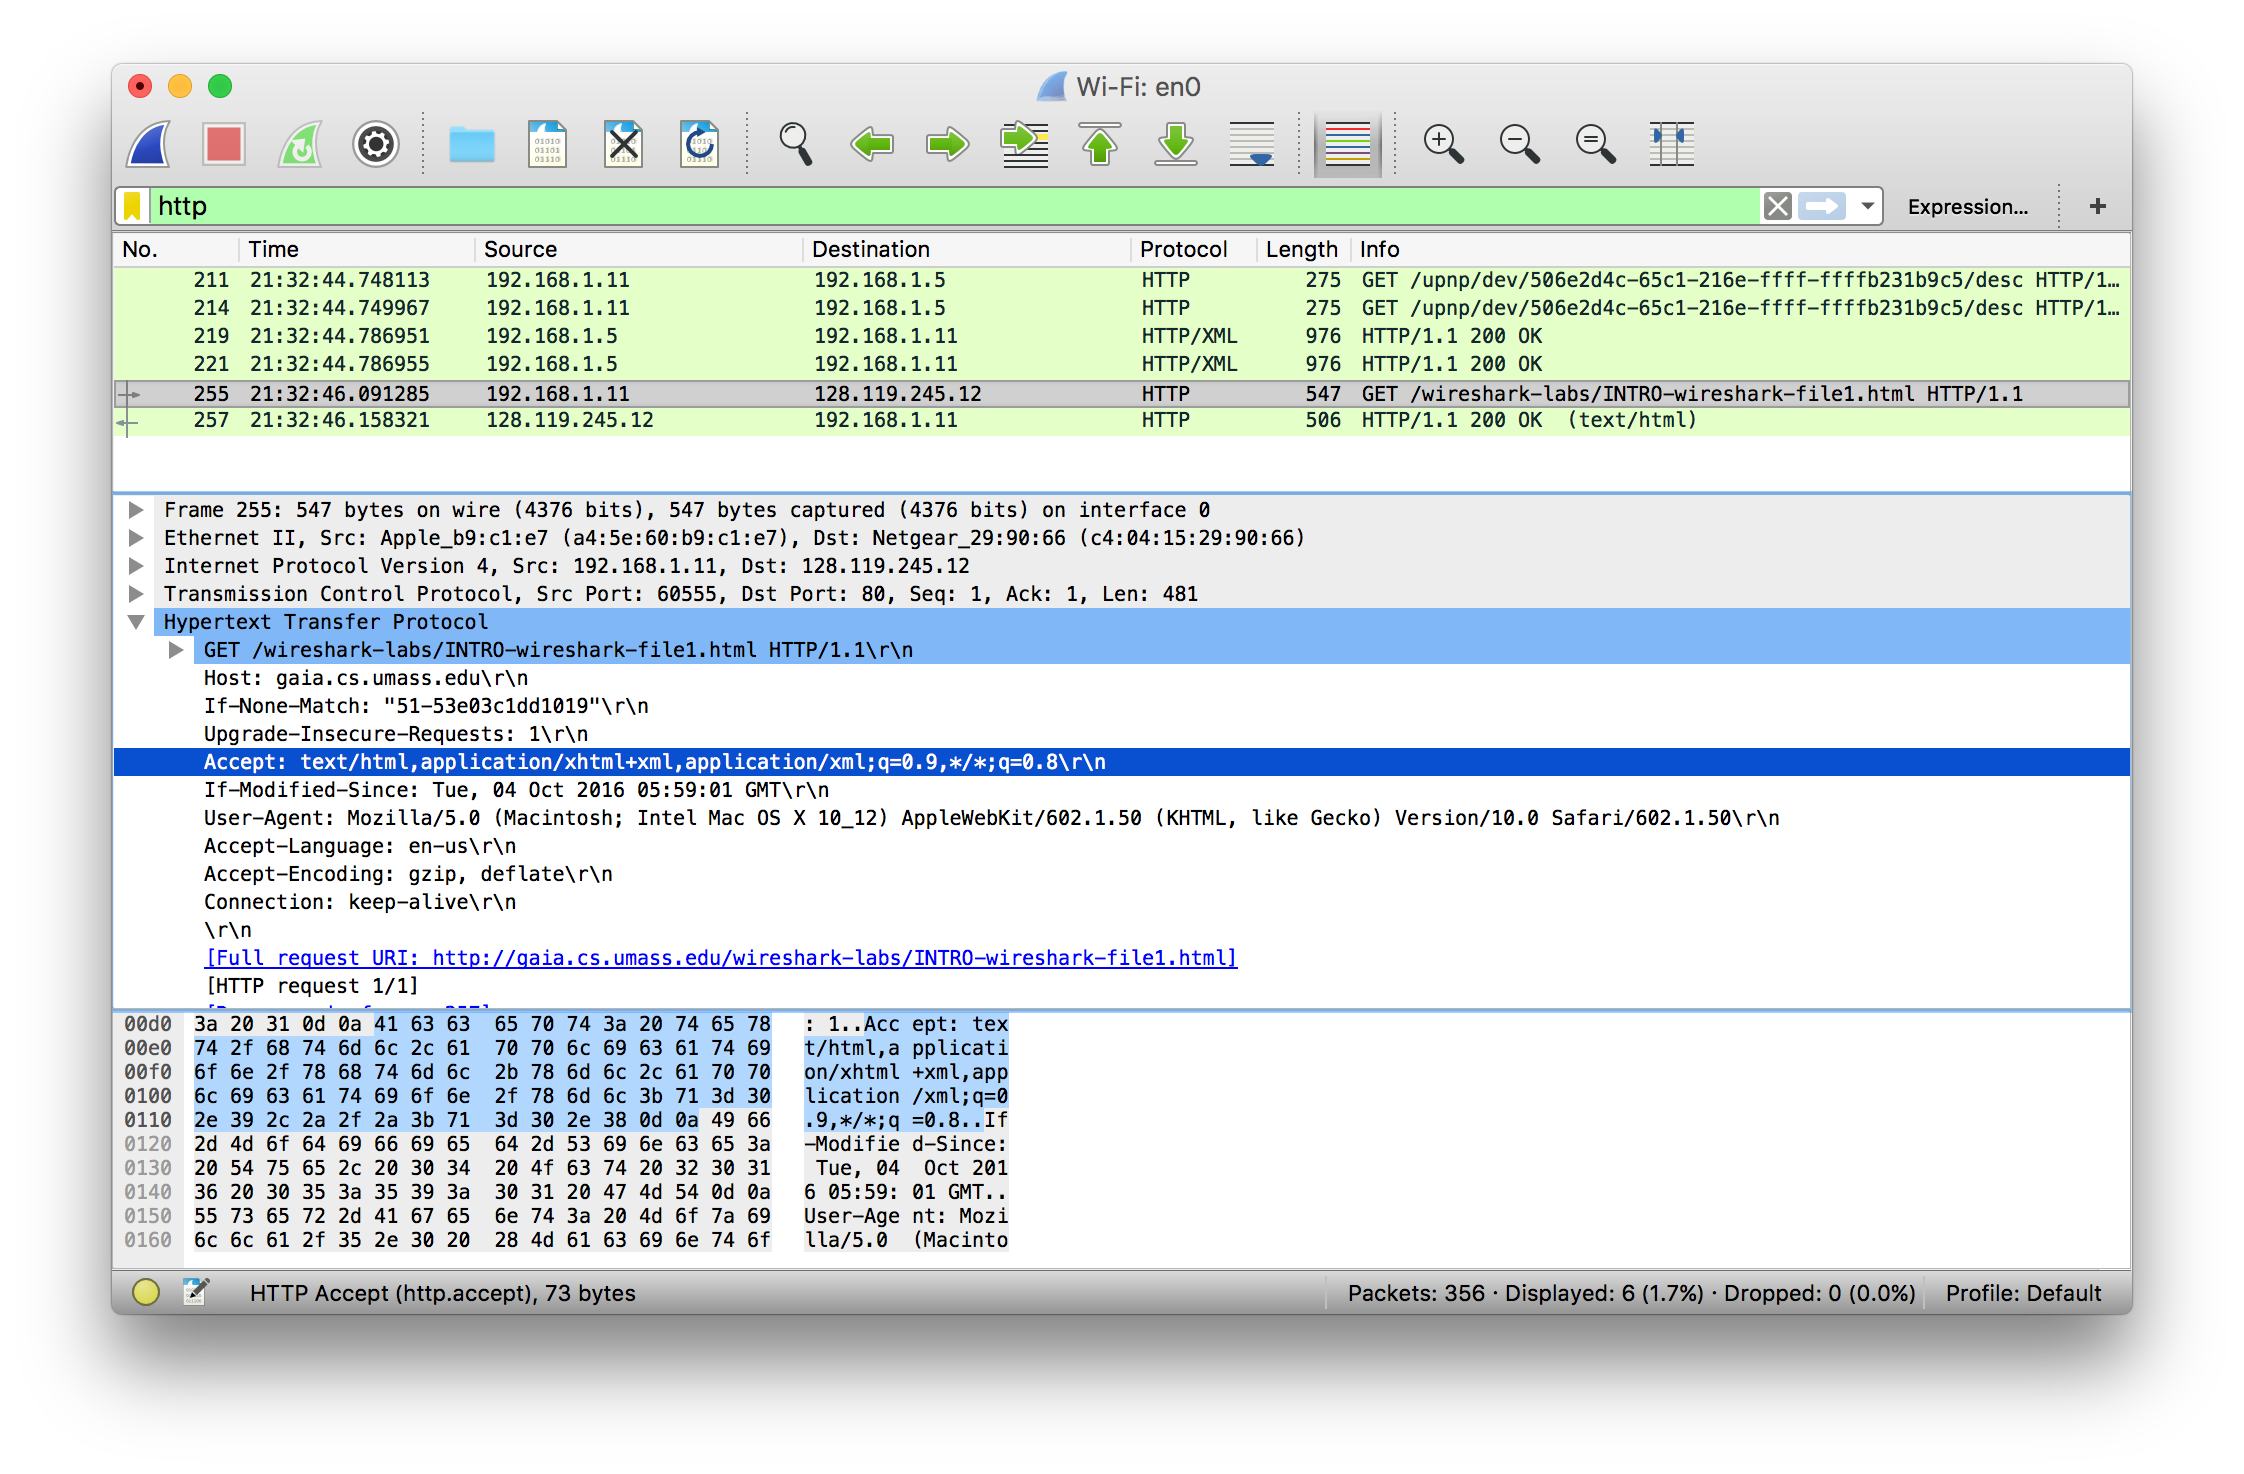 Wi-Fi: en0
http
Expression...
+
No. Time Source Destination Protocol Length Info
211 21:32:44.748113 192.168.1.11 192.168.1.5 HTTP 275 GET /upnp/dev/506e2d4c-65c1-216e-ffff-ffffb231b9c5/desc HTTP/1…
214 21:32:44.749967 192.168.1.11 192.168.1.5 HTTP 275 GET /upnp/dev/506e2d4c-65c1-216e-ffff-ffffb231b9c5/desc HTTP/1…
219 21:32:44.786951 192.168.1.5 192.168.1.11 HTTP/XML 976 HTTP/1.1 200 OK
221 21:32:44.786955 192.168.1.5 192.168.1.11 HTTP/XML 976 HTTP/1.1 200 OK
255 21:32:46.091285 192.168.1.11 128.119.245.12 HTTP 547 GET /wireshark-labs/INTRO-wireshark-file1.html HTTP/1.1
257 21:32:46.158321 128.119.245.12 192.168.1.11 HTTP 506 HTTP/1.1 200 OK (text/html)
Frame 255: 547 bytes on wire (4376 bits), 547 bytes captured (4376 bits) on interface 0
Ethernet II, Src: Apple_b9:c1:e7 (a4:5e:60:b9:c1:e7), Dst: Netgear_29:90:66 (c4:04:15:29:90:66)
Internet Protocol Version 4, Src: 192.168.1.11, Dst: 128.119.245.12
Transmission Control Protocol, Src Port: 60555, Dst Port: 80, Seq: 1, Ack: 1, Len: 481
Hypertext Transfer Protocol
GET /wireshark-labs/INTRO-wireshark-file1.html HTTP/1.1\r\n
Host: gaia.cs.umass.edu\r\n
If-None-Match: "51-53e03c1dd1019"\r\n
Upgrade-Insecure-Requests: 1\r\n
Accept: text/html,application/xhtml+xml,application/xml;q=0.9,*/*;q=0.8\r\n
If-Modified-Since: Tue, 04 Oct 2016 05:59:01 GMT\r\n
User-Agent: Mozilla/5.0 (Macintosh; Intel Mac OS X 10_12) AppleWebKit/602.1.50 (KHTML, like Gecko) Version/10.0 Safari/602.1.50\r\n
Accept-Language: en-us\r\n
Accept-Encoding: gzip, deflate\r\n
Connection: keep-alive\r\n
\r\n
[Full request URI: http://gaia.cs.umass.edu/wireshark-labs/INTRO-wireshark-file1.html]
[HTTP request 1/1]
00d0 3a 20 31 0d 0a 41 63 63 65 70 74 3a 20 74 65 78 : 1..Acc ept: tex
00e0 74 2f 68 74 6d 6c 2c 61 70 70 6c 69 63 61 74 69 t/html,a pplicati
00f0 6f 6e 2f 78 68 74 6d 6c 2b 78 6d 6c 2c 61 70 70 on/xhtml +xml,app
0100 6c 69 63 61 74 69 6f 6e 2f 78 6d 6c 3b 71 3d 30 lication /xml;q=0
0110 2e 39 2c 2a 2f 2a 3b 71 3d 30 2e 38 0d 0a 49 66 .9,*/*;q =0.8..If
0120 2d 4d 6f 64 69 66 69 65 64 2d 53 69 6e 63 65 3a -Modifie d-Since:
0130 20 54 75 65 2c 20 30 34 20 4f 63 74 20 32 30 31 Tue, 04 Oct 201
0140 36 20 30 35 3a 35 39 3a 30 31 20 47 4d 54 0d 0a 6 05:59: 01 GMT..
0150 55 73 65 72 2d 41 67 65 6e 74 3a 20 4d 6f 7a 69 User-Age nt: Mozi
0160 6c 6c 61 2f 35 2e 30 20 28 4d 61 63 69 6e 74 6f lla/5.0 (Macinto
HTTP Accept (http.accept), 73 bytes
Packets: 356 · Displayed: 6 (1.7%) · Dropped: 0 (0.0%)
Profile: Default